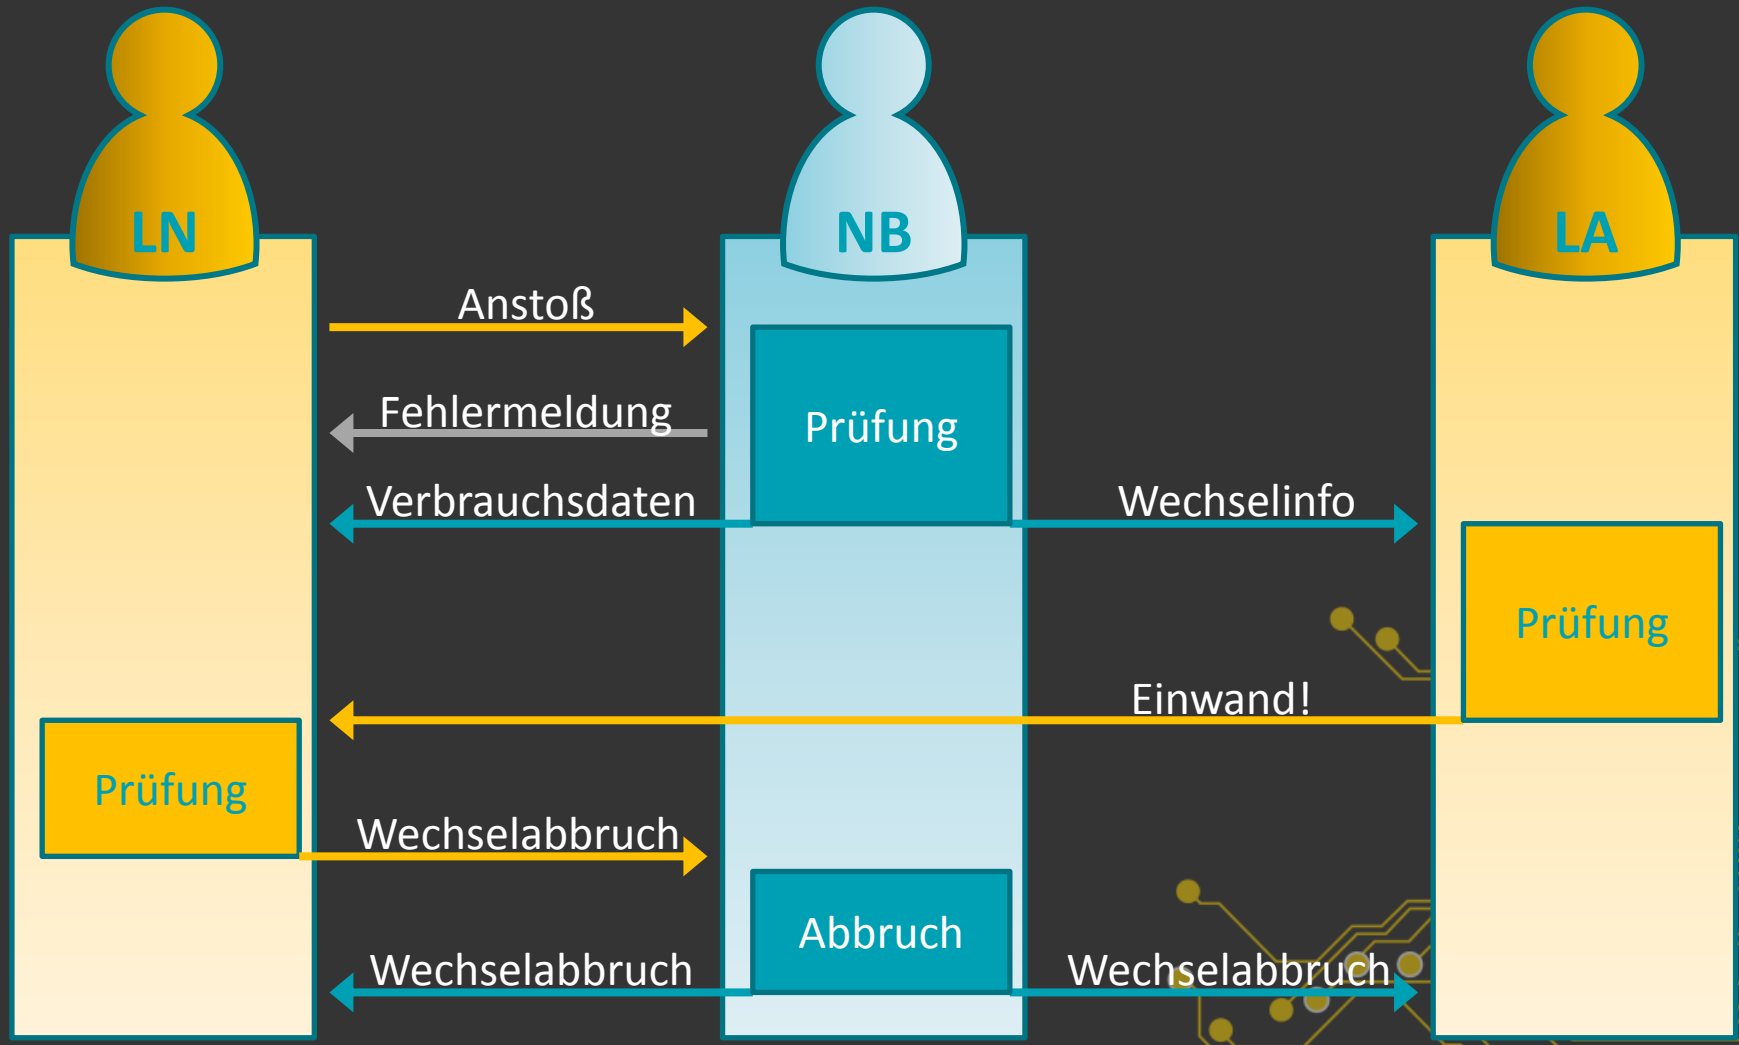 LN
NB
LA
Anstoß
Fehlermeldung
Prüfung
Verbrauchsdaten
Wechselinfo
Prüfung
Einwand!
Prüfung
Wechselabbruch
Abbruch
Wechselabbruch
Wechselabbruch